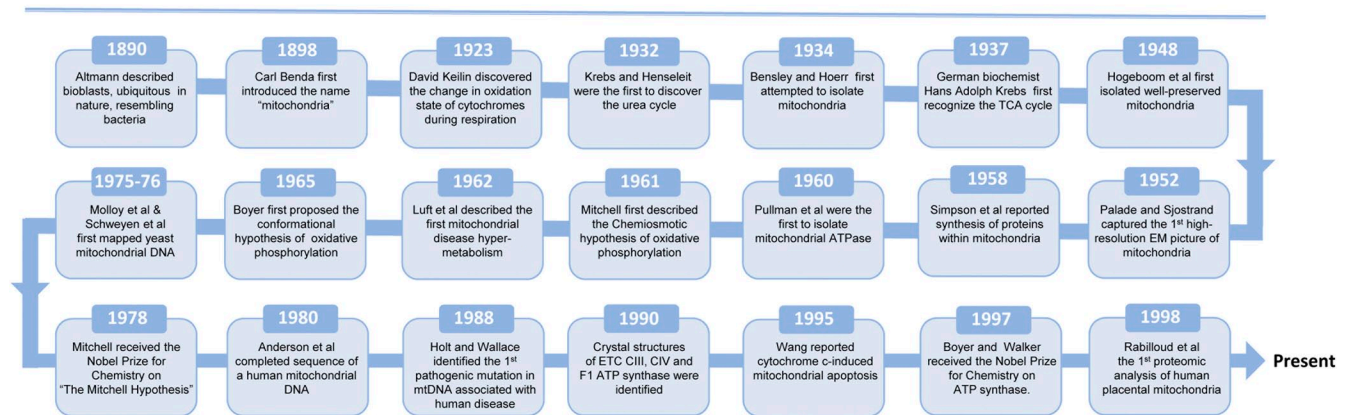 1890
Altmann described
bioblasts, ubiquitous in
nature, resembling
bacteria
1898
Carl Benda first
introduced the name
“mitochondria”
1923
David Keilin discovered
the change in oxidation
state of cytochromes
during respiration
1932
Krebs and Henseleit
were the first to discover
the urea cycle
1934
Bensley and Hoerr first
attempted to isolate
mitochondria
1937
German biochemist
Hans Adolph Krebs first
recognize the TCA cycle
1948
Hogeboom et al first
isolated well-preserved
mitochondria
1952
Palade and Sjostrand
captured the 1st high-
resolution EM picture of
mitochondria
1958
Simpson et al reported
synthesis of proteins
within mitochondria
1960
Pullman et al were the
first to isolate
mitochondrial ATPase
1961
Mitchell first described
the Chemiosmotic
hypothesis of oxidative
phosphorylation
1962
Luft et al described the
first mitochondrial
disease hyper-
metabolism
1965
Boyer first proposed the
conformational
hypothesis of oxidative
phosphorylation
1975-76
Molloy et al &
Schweyen et al
first mapped yeast
mitochondrial DNA
1978
Mitchell received the
Nobel Prize for
Chemistry on
“The Mitchell Hypothesis”
1980
Anderson et al
completed sequence of
a human mitochondrial
DNA
1988
Holt and Wallace
identified the 1st
pathogenic mutation in
mtDNA associated with
human disease
1990
Crystal structures
of ETC CIII, CIV and
F1 ATP synthase were
identified
1995
Wang reported
cytochrome c-induced
mitochondrial apoptosis
1997
Boyer and Walker
received the Nobel Prize
for Chemistry on
ATP synthase.
1998
Rabilloud et al
the 1st proteomic
analysis of human
placental mitochondria
Present